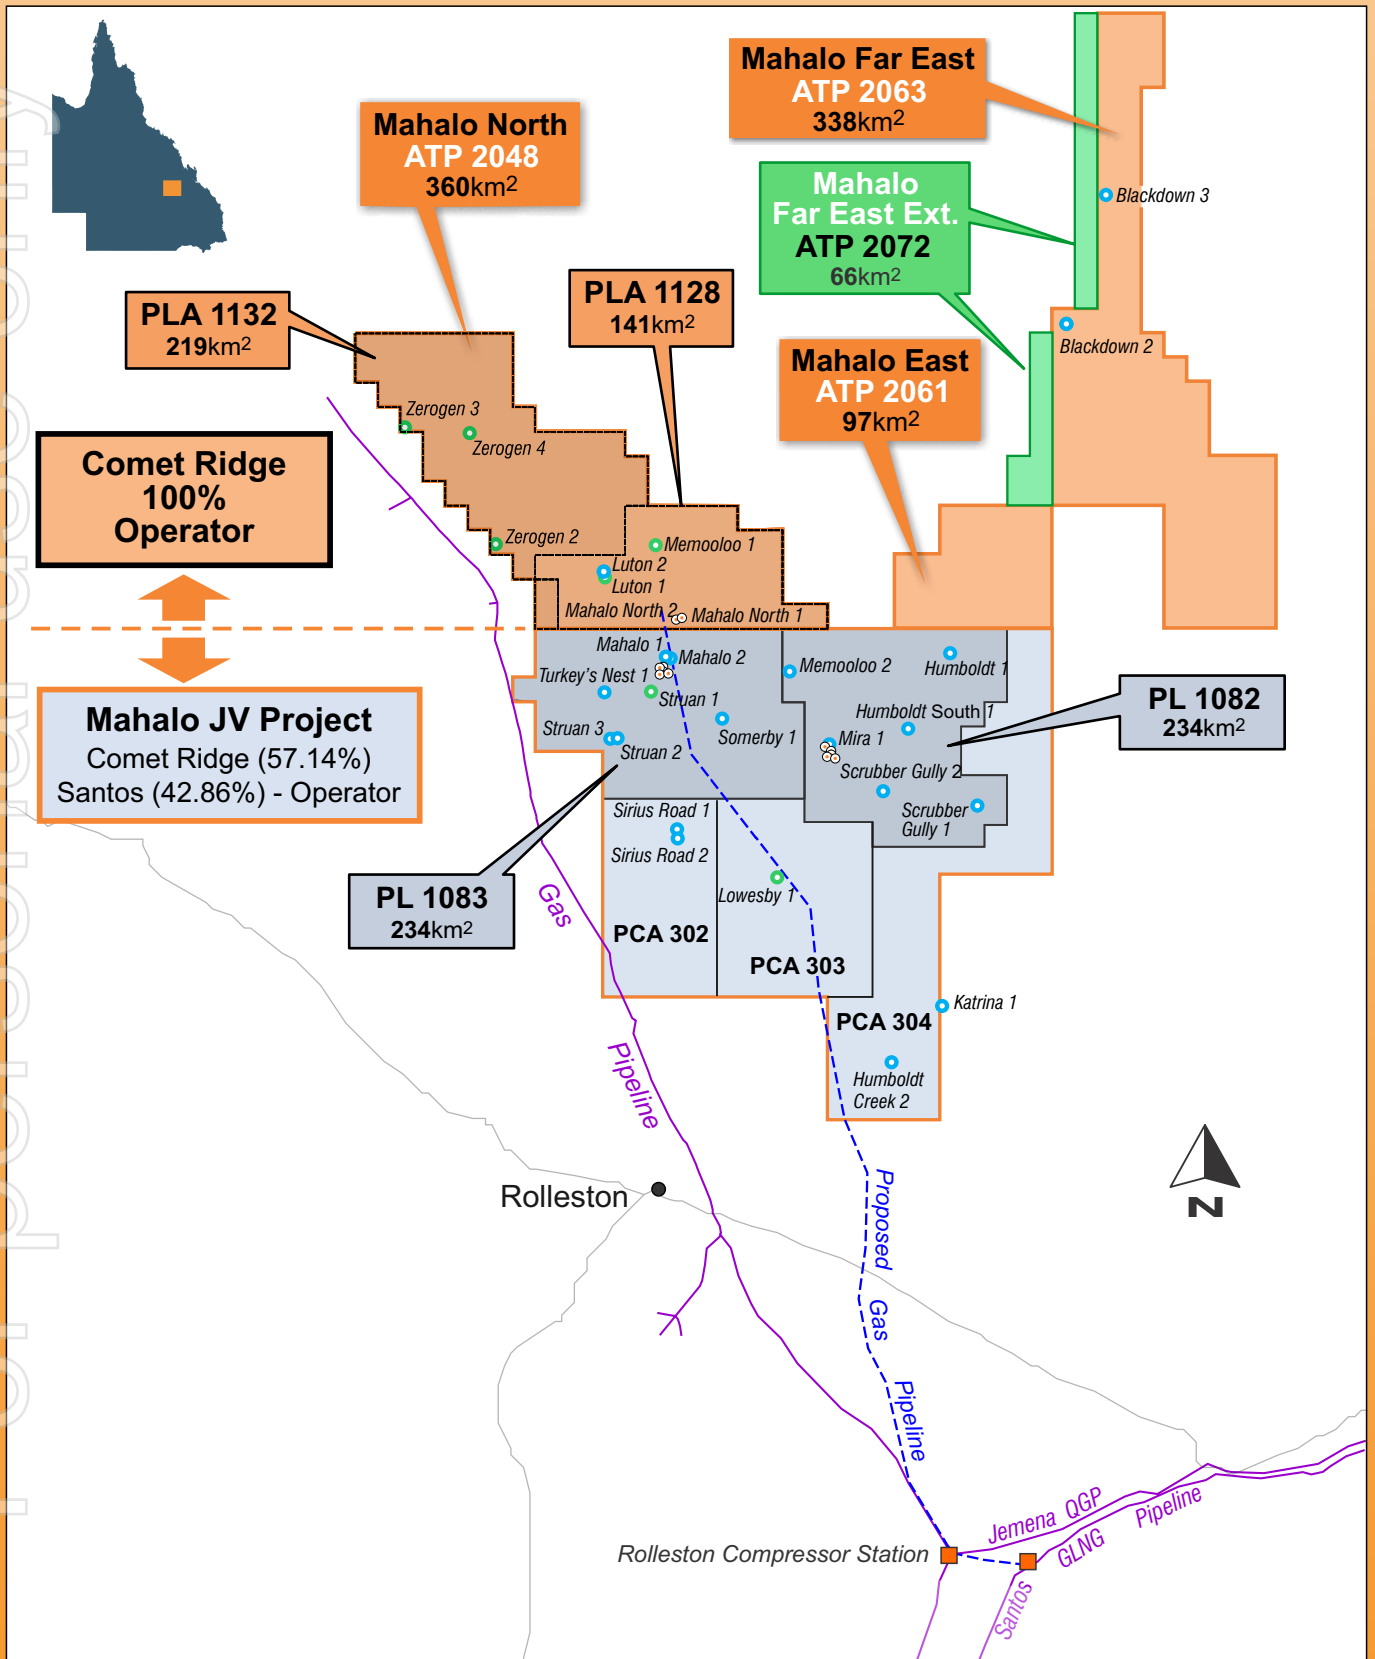 For personal use only
Mahalo Far East
ATP 2063
338km2
Mahalo North
ATP 2048
360km2
Mahalo
Far East Ext.
ATP 2072
66km2
Blackdown 3
PLA 1132
219km2
PLA 1128
141km2
Blackdown 2
Mahalo East
ATP 2061
97km2
Zerogen 3
Zerogen 4
Comet Ridge
100%
Operator
Zerogen 2
Memooloo 1
Luton 2
Luton 1
Mahalo North 2
Mahalo North 1
Mahalo 1
Mahalo 2
Memooloo 2
Humboldt 1
Turkey's Nest 1
Struan 1
Humboldt South 1
PL 1082
234km2
Mahalo JV Project
Comet Ridge (57.14%)
Santos (42.86%) - Operator
Struan 3
Struan 2
Somerby 1
Mira 1
Scrubber Gully 2
Scrubber
Gully 1
Sirius Road 1
Sirius Road 2
Lowesby 1
PL 1083
234km2
Gas
PCA 302
PCA 303
Katrina 1
PCA 304
Pipeline
Humboldt
Creek 2
Rolleston
N
Proposed
Gas
Pipeline
Jemena QGP
Pipeline
GLNG
Santos
Rolleston Compressor Station